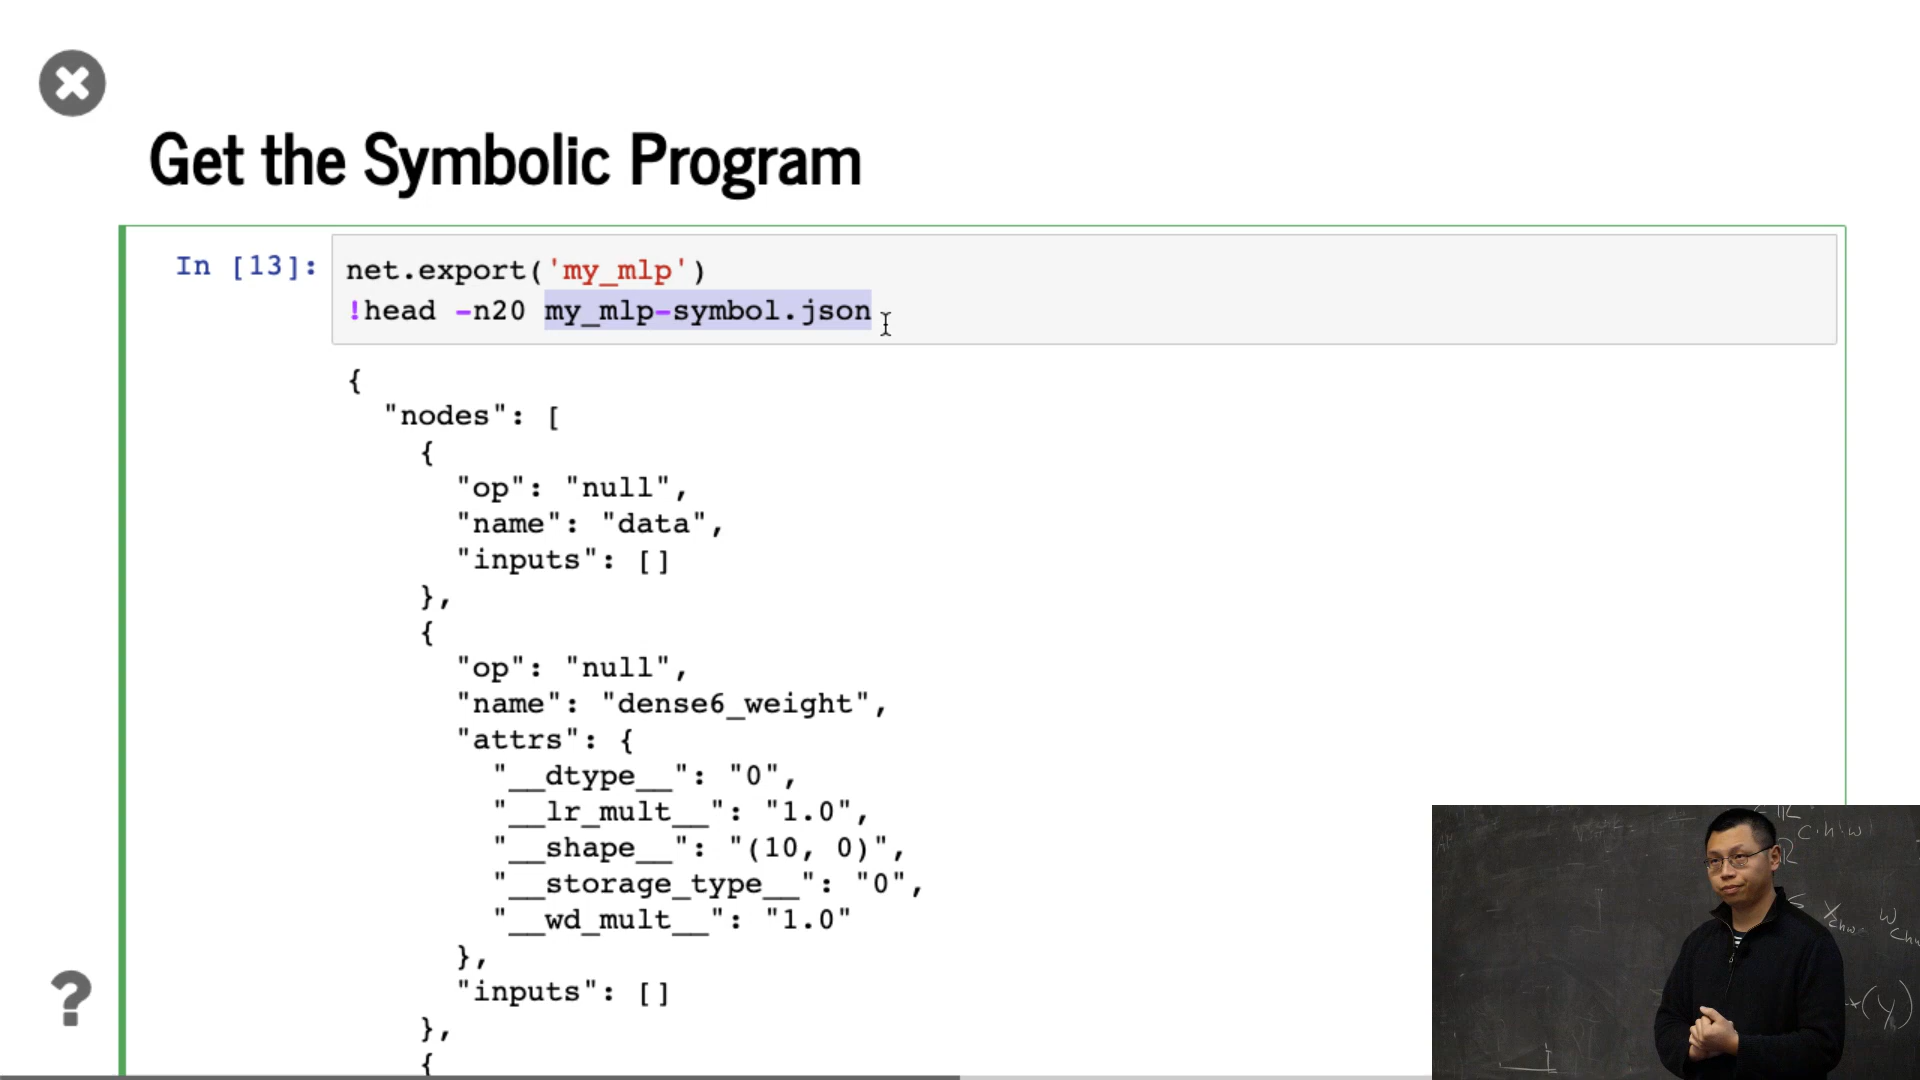 Get the Symbolic Program
In [13]:
net.export('my_mlp')
!head -n20 my_mlp-symbol.json
{
"nodes": [
{
"op": "null",
"name": "data",
"inputs": []
},
{
"op": "null",
"name": "dense6_weight",
"attrs": {
"__dtype__": "0",
"__lr_mult__": "1.0",
"__shape__": "(10, 0)",
"__storage_type__": "0",
"__wd_mult__": "1.0"
},
"inputs": []
},
{
?